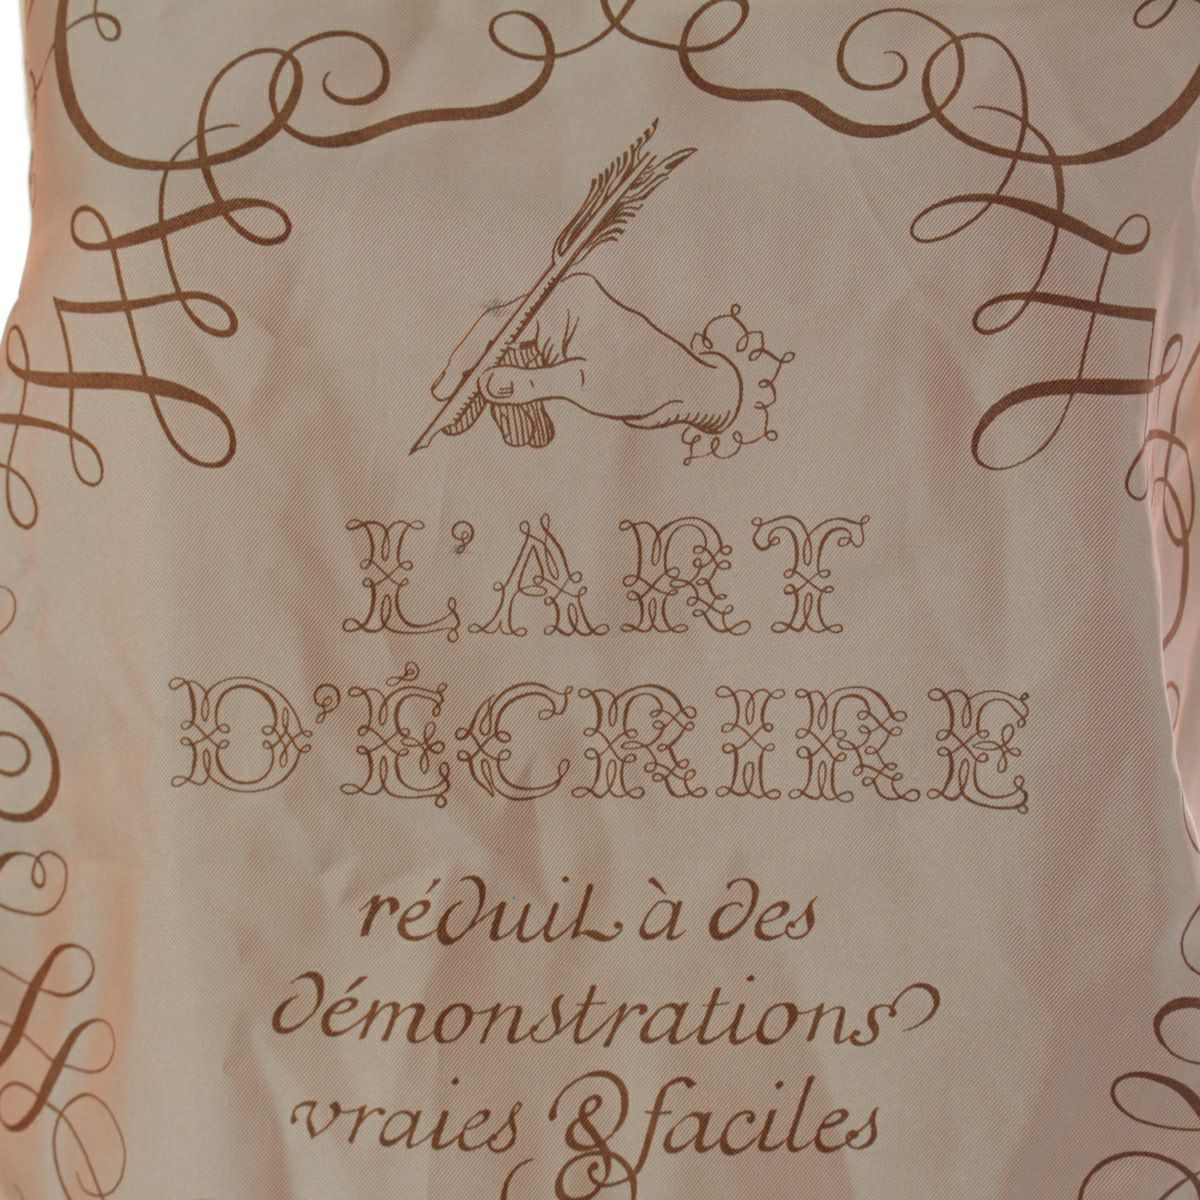 L'ART
D'ÉCRIRE
réduit à des
démonstrations
vraies & faciles